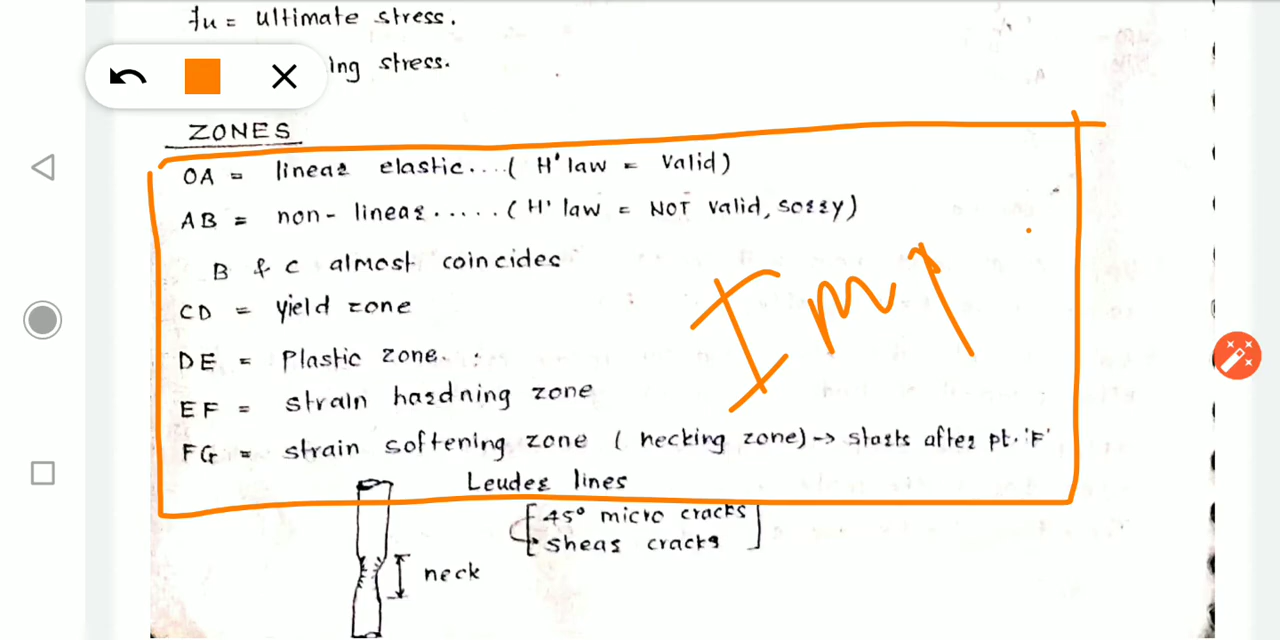 fu = ultimate stress.
ing stress.
ZONES
OA = linear elastic...( H' law = Valid)
AB = non-linear.....( H' law = NOT valid, sorry)
B & C almost coincides
CD = yield zone
DE = Plastic zone.
EF = strain hardning zone
FG = strain softening zone ( necking zone) → starts after pt. 'F'
Imp
Leuder lines
45° micro cracks
shear cracks
neck